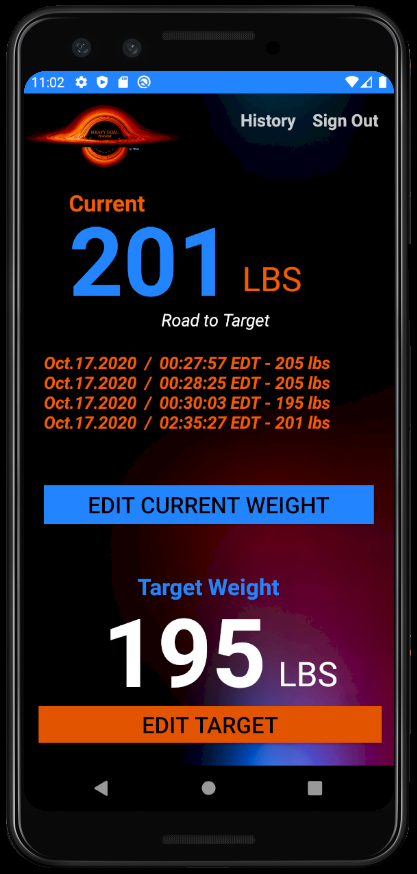 11:02
History Sign Out
Current
201 LBS
Road to Target
Oct.17.2020 / 00:27:57 EDT - 205 lbs
Oct.17.2020 / 00:28:25 EDT - 205 lbs
Oct.17.2020 / 00:30:03 EDT - 195 lbs
Oct.17.2020 / 02:35:27 EDT - 201 lbs
EDIT CURRENT WEIGHT
Target Weight
195 LBS
EDIT TARGET